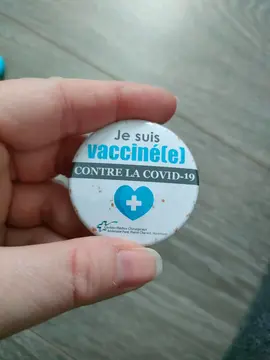 Je suis
vacciné(e)
CONTRE LA COVID-19